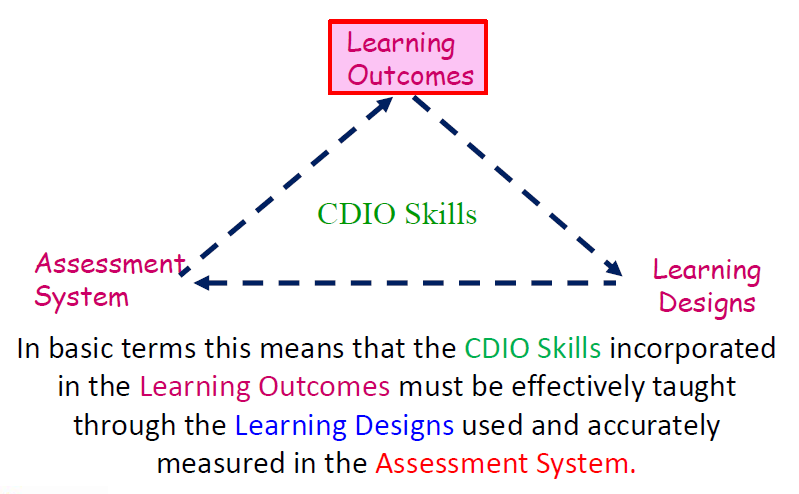 Learning
Outcomes
CDIO Skills
Assessment
System
Learning
Designs
In basic terms this means that the CDIO Skills incorporated
in the Learning Outcomes must be effectively taught
through the Learning Designs used and accurately
measured in the Assessment System.